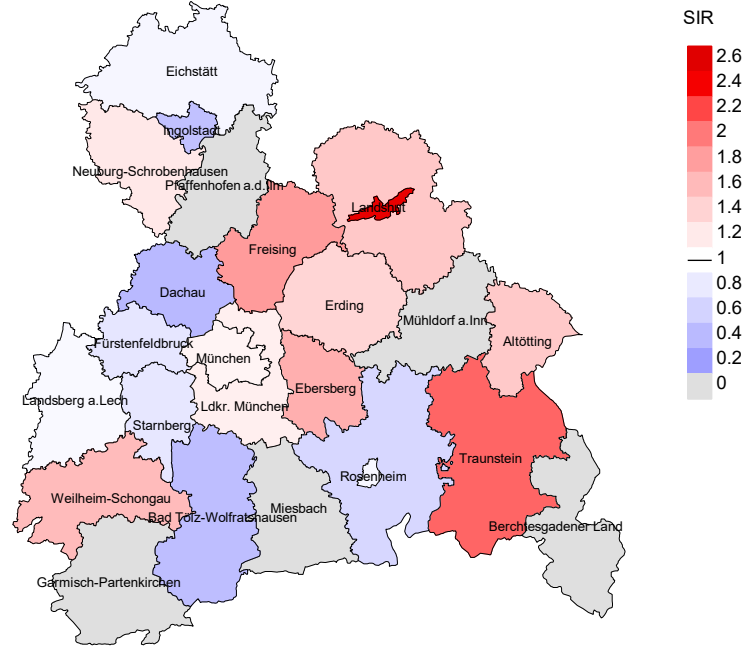 SIR
2.6
2.4
2.2
2
1.8
1.6
1.4
1.2
1
0.8
0.6
0.4
0.2
0
Eichstätt
Ingolstadt
Neuburg-Schrobenhausen
Pfaffenhofen a.d.Ilm
Landshut
Freising
Dachau
Erding
Mühldorf a.Inn
Altötting
Fürstenfeldbruck
München
Ebersberg
Landsberg a.Lech
Ldkr. München
Starnberg
Traunstein
Rosenheim
Weilheim-Schongau
Miesbach
Bad Tölz-Wolfratshausen
Berchtesgadener Land
Garmisch-Partenkirchen